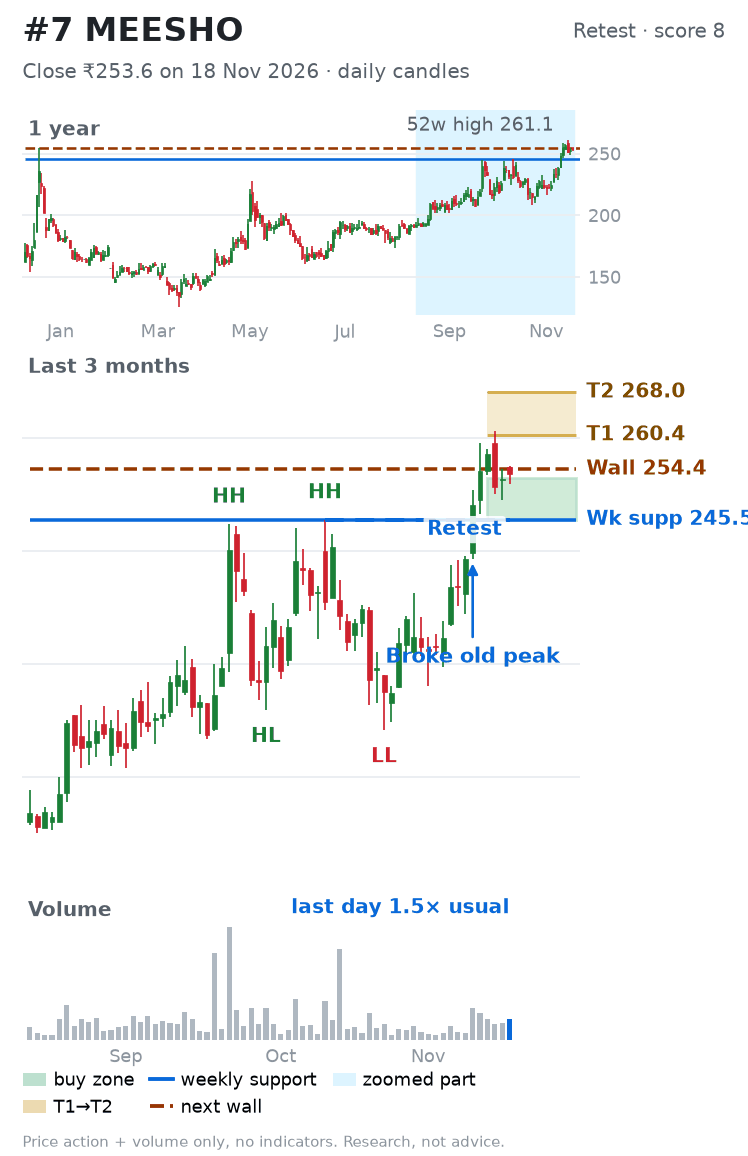 #7 MEESHO
Retest · score 8
Close ₹253.6 on 18 Nov 2026 · daily candles
1 year
52w high 261.1
250
200
150
Jan Mar May Jul Sep Nov
Last 3 months
T2 268.0
T1 260.4
Wall 254.4
Wk supp 245.5
HH
HH
Retest
Broke old peak
HL
LL
Volume
last day 1.5× usual
Sep Oct Nov
buy zone
weekly support
zoomed part
T1→T2
next wall
Price action + volume only, no indicators. Research, not advice.